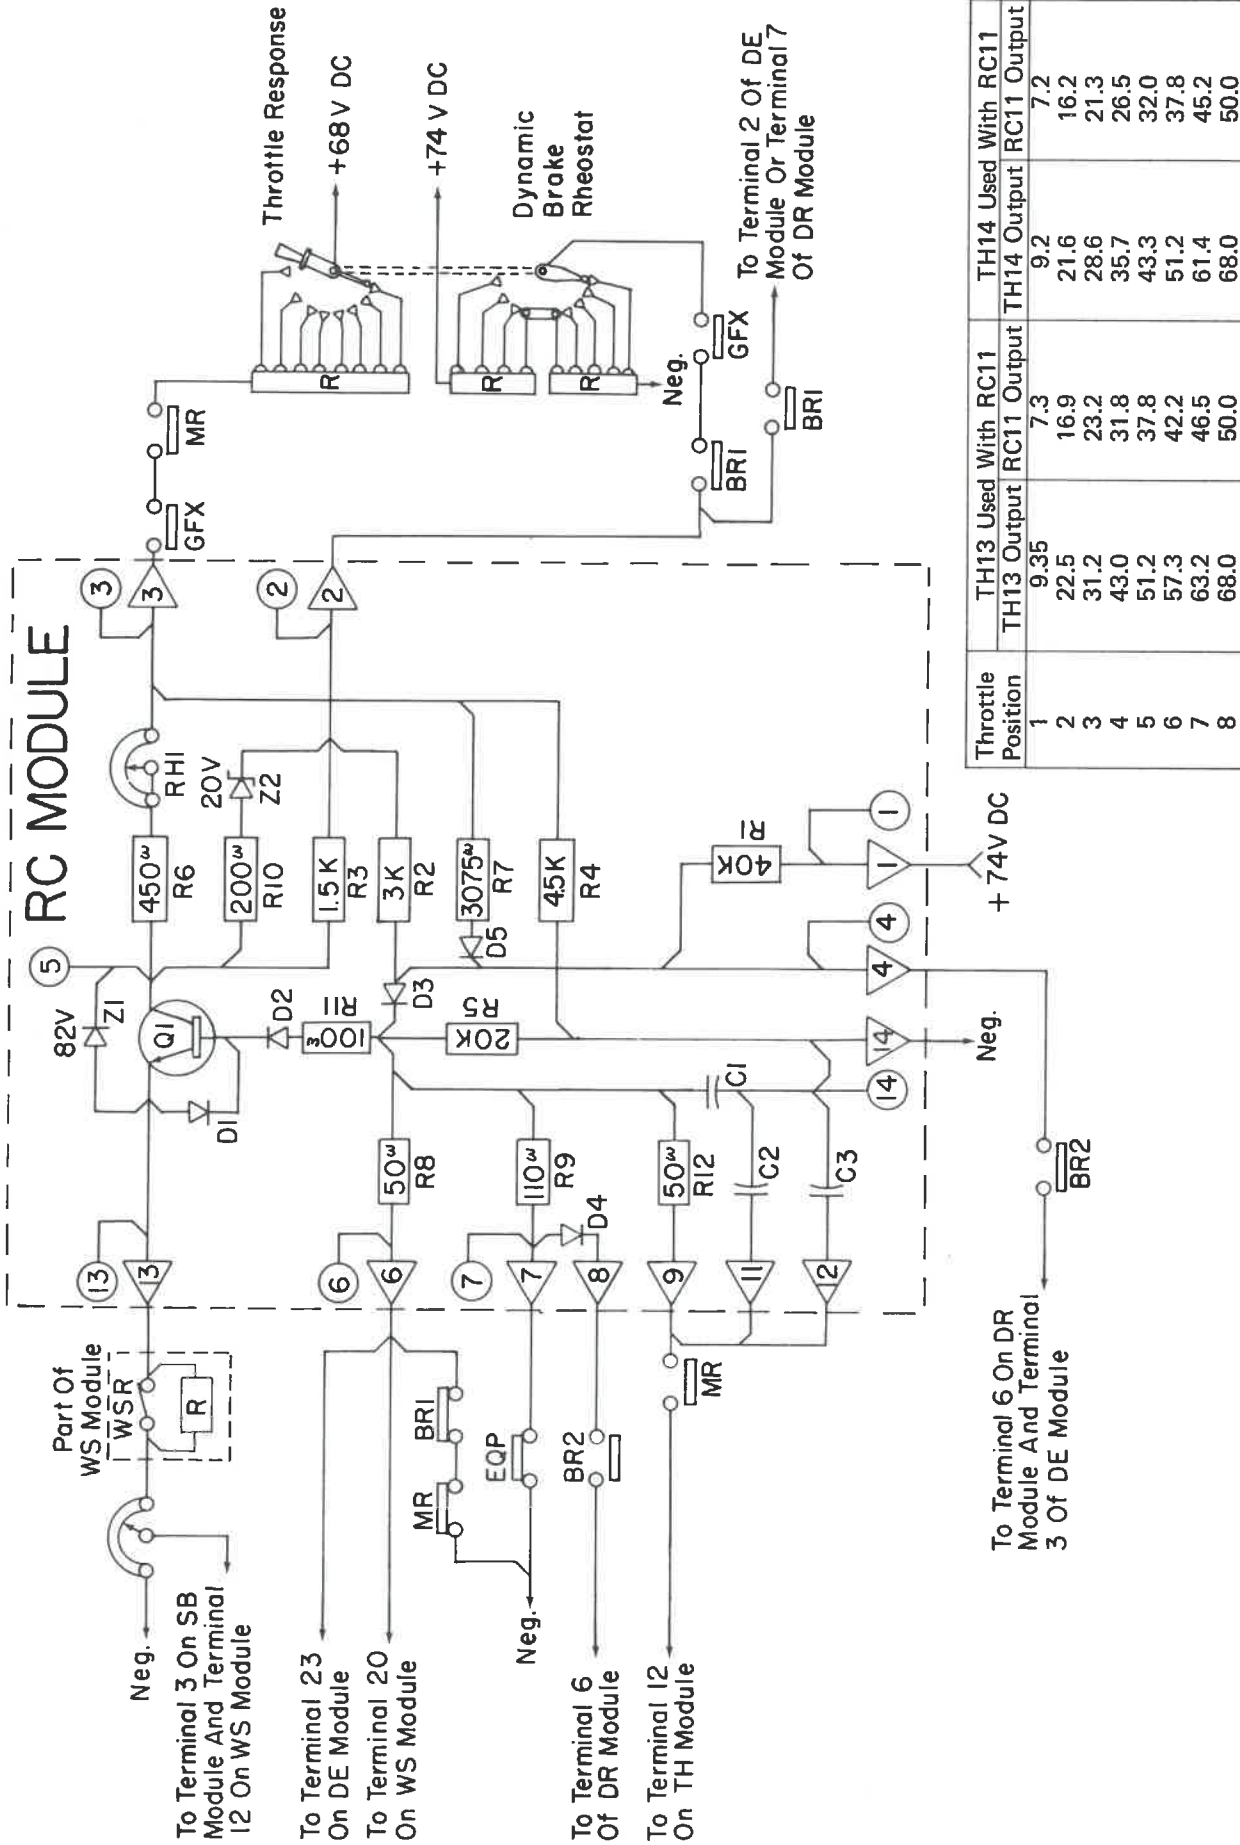 RC MODULE
Part Of
WS Module
WSR
R
Neg.
To Terminal 3 On SB
Module And Terminal
12 On WS Module
To Terminal 23
On DE Module
To Terminal 20
On WS Module
MR
BR1
EQP
Neg.
BR2
To Terminal 6
Of DR Module
MR
To Terminal 12
On TH Module
13
13
6
6
7
7
8
9
11
12
82V
Z1
Q1
D1
D2
100ω
R11
5
450ω
R6
RH1
200ω
R10
20V
Z2
1.5K
R3
3K
R2
D3
3075ω
R7
D5
45K
R4
20K
R5
50ω
R8
110ω
R9
D4
50ω
R12
C1
C2
C3
14
14
Neg.
4
4
40K
R1
1
1
+74V DC
3
3
2
2
GFX
MR
Throttle Response
+68V DC
R
+74V DC
Dynamic
Brake
Rheostat
R
R
Neg.
BR1
GFX
BR1
To Terminal 2 Of DE
Module Or Terminal 7
Of DR Module
BR2
To Terminal 6 On DR
Module And Terminal
3 Of DE Module
Throttle Position | TH13 Used With RC11 | TH14 Used With RC11
TH13 Output | RC11 Output | TH14 Output | RC11 Output
1 9.35 7.3 9.2 7.2
2 22.5 16.9 21.6 16.2
3 31.2 23.2 28.6 21.3
4 43.0 31.8 35.7 26.5
5 51.2 37.8 43.3 32.0
6 57.3 42.2 51.2 37.8
7 63.2 46.5 61.4 45.2
8 68.0 50.0 68.0 50.0